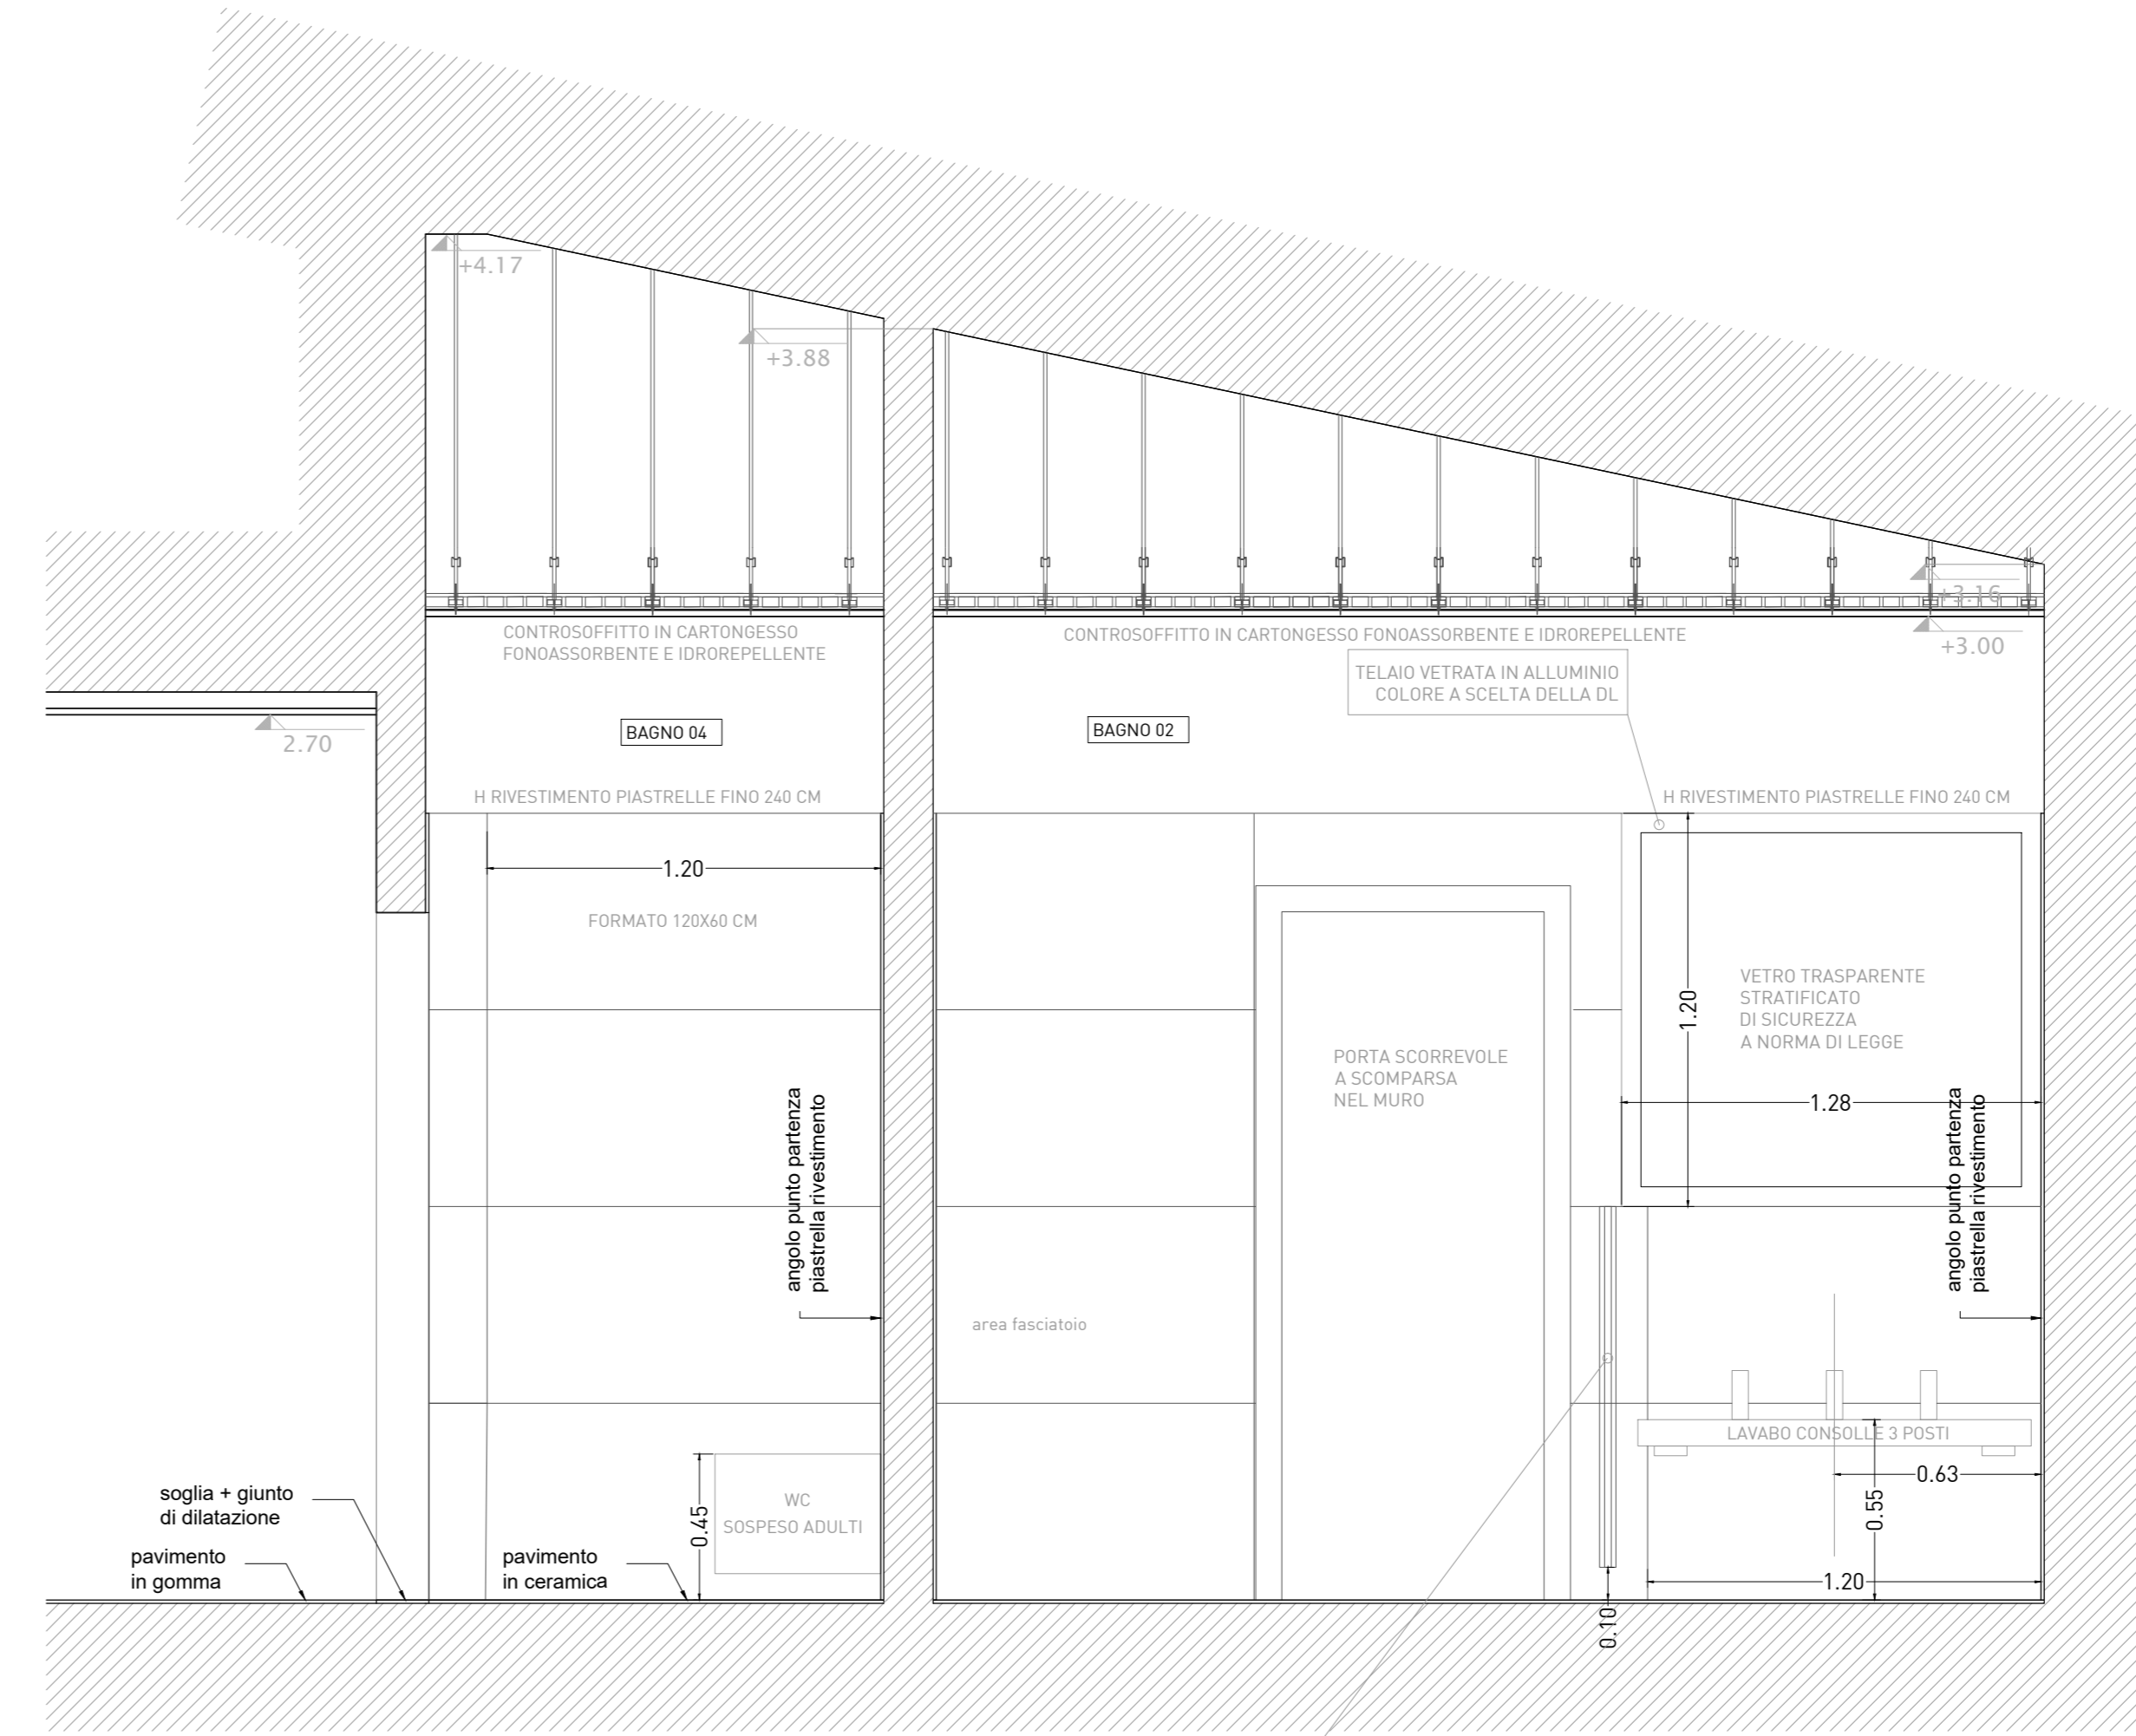 +4.17
+3.88
+3.16
CONTROSOFFITTO IN CARTONGESSO
FONOASSORBENTE E IDROREPELLENTE
CONTROSOFFITTO IN CARTONGESSO FONOASSORBENTE E IDROREPELLENTE
+3.00
TELAIO VETRATA IN ALLUMINIO
COLORE A SCELTA DELLA DL
2.70
BAGNO 04
BAGNO 02
H RIVESTIMENTO PIASTRELLE FINO 240 CM
H RIVESTIMENTO PIASTRELLE FINO 240 CM
1.20
FORMATO 120X60 CM
1.20
VETRO TRASPARENTE
STRATIFICATO
DI SICUREZZA
A NORMA DI LEGGE
PORTA SCORREVOLE
A SCOMPARSA
NEL MURO
1.28
angolo punto partenza
piastrella rivestimento
angolo punto partenza
piastrella rivestimento
area fasciatoio
LAVABO CONSOLLE 3 POSTI
0.63
0.55
soglia + giunto
di dilatazione
WC
SOSPESO ADULTI
0.45
pavimento
in gomma
pavimento
in ceramica
1.20
0.10